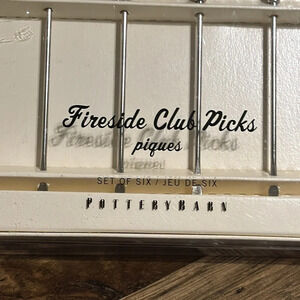 Fireside Club Picks
piques
SET OF SIX / JEU DE SIX
POTTERYBARN